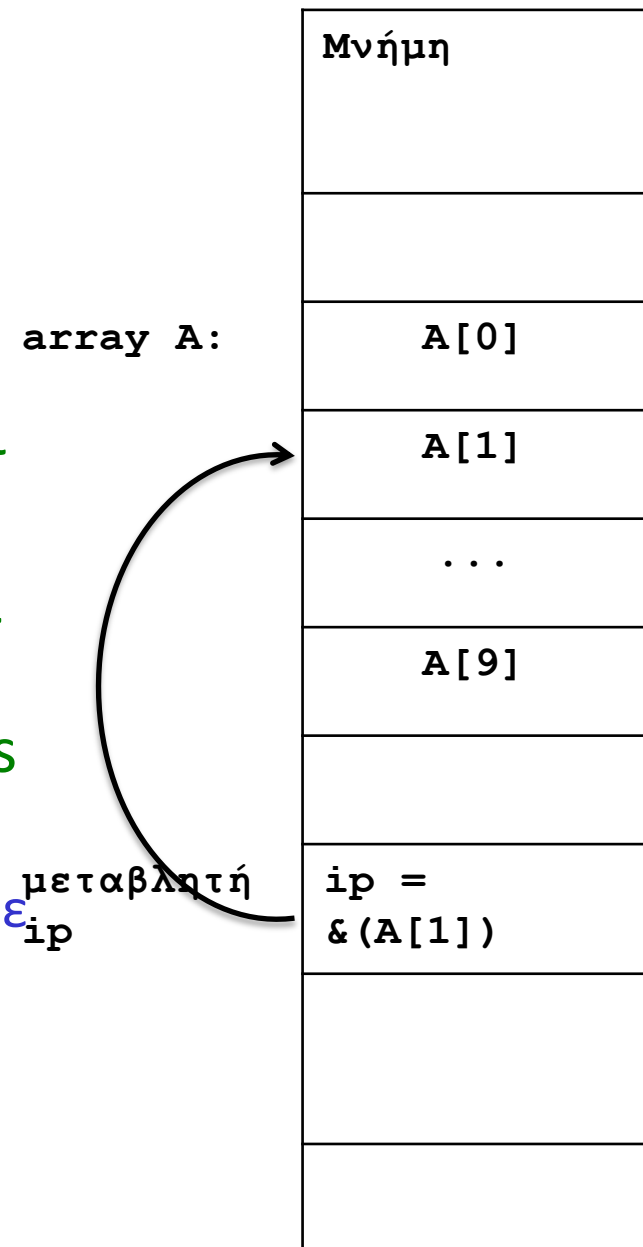 Μνήμη
array A:
A[0]
A[1]
...
A[9]
S
μεταβλητή
ε
ip
ip =
&(A[1])